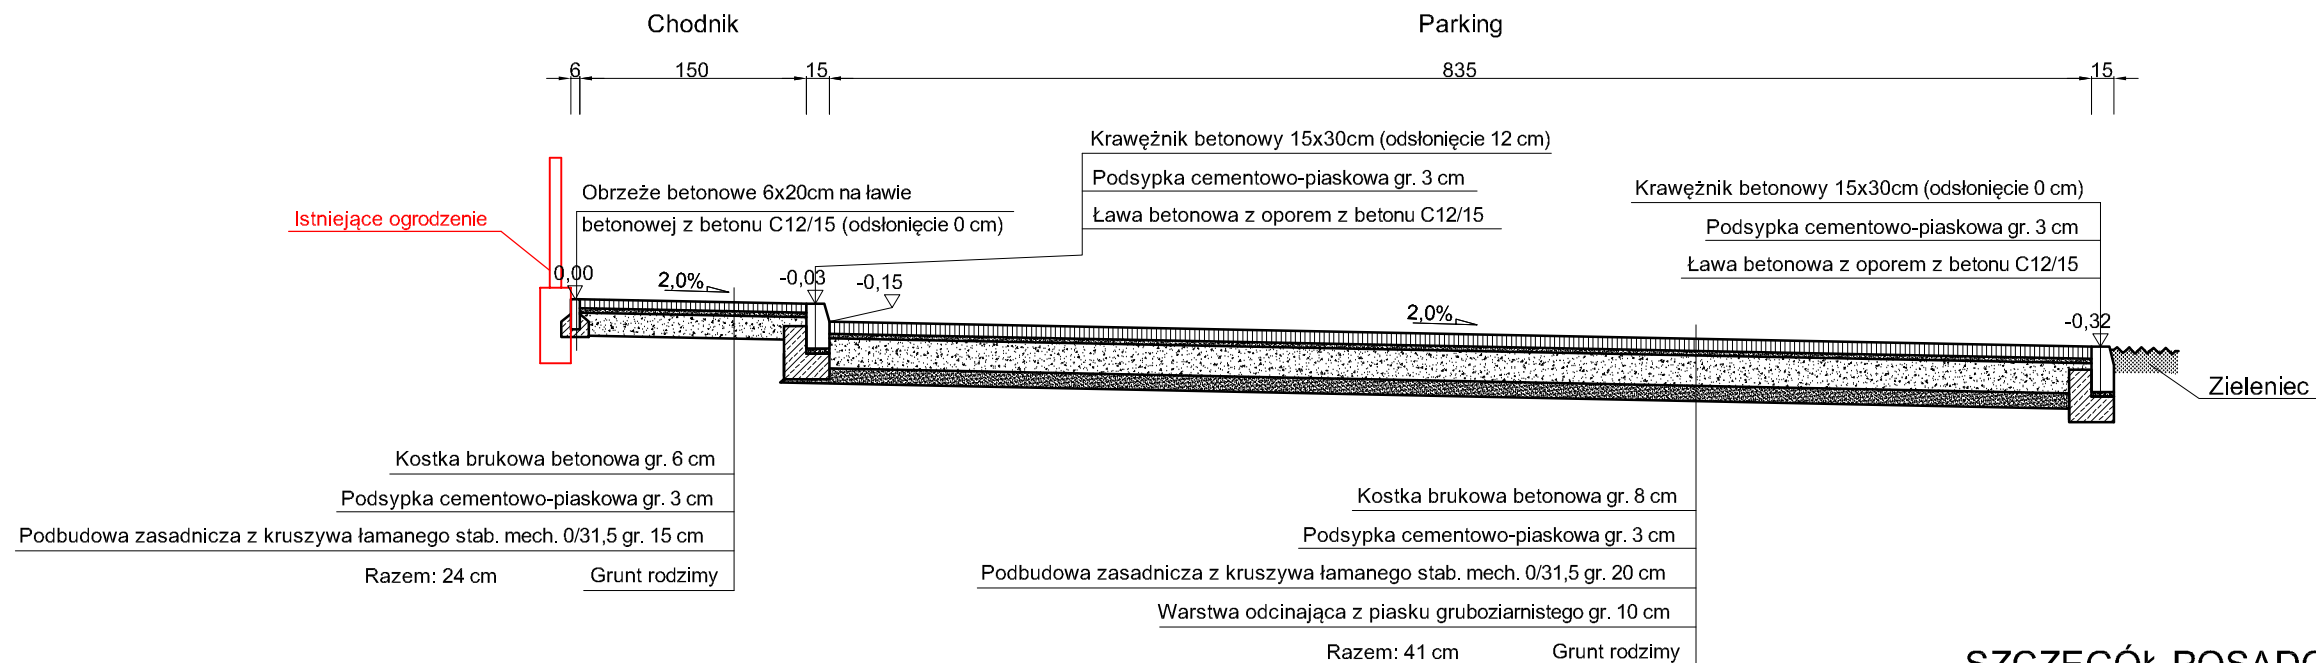 Chodnik
Parking
6
150
15
835
15
Krawężnik betonowy 15x30cm (odsłonięcie 12 cm)
Podsypka cementowo-piaskowa gr. 3 cm
Ława betonowa z oporem z betonu C12/15
Obrzeże betonowe 6x20cm na ławie
betonowej z betonu C12/15 (odsłonięcie 0 cm)
Istniejące ogrodzenie
Krawężnik betonowy 15x30cm (odsłonięcie 0 cm)
Podsypka cementowo-piaskowa gr. 3 cm
Ława betonowa z oporem z betonu C12/15
0,00
2,0%
-0,03
-0,15
2,0%
-0,32
Zieleniec
Kostka brukowa betonowa gr. 6 cm
Podsypka cementowo-piaskowa gr. 3 cm
Podbudowa zasadnicza z kruszywa łamanego stab. mech. 0/31,5 gr. 15 cm
Razem: 24 cm
Grunt rodzimy
Kostka brukowa betonowa gr. 8 cm
Podsypka cementowo-piaskowa gr. 3 cm
Podbudowa zasadnicza z kruszywa łamanego stab. mech. 0/31,5 gr. 20 cm
Warstwa odcinająca z piasku gruboziarnistego gr. 10 cm
Razem: 41 cm
Grunt rodzimy